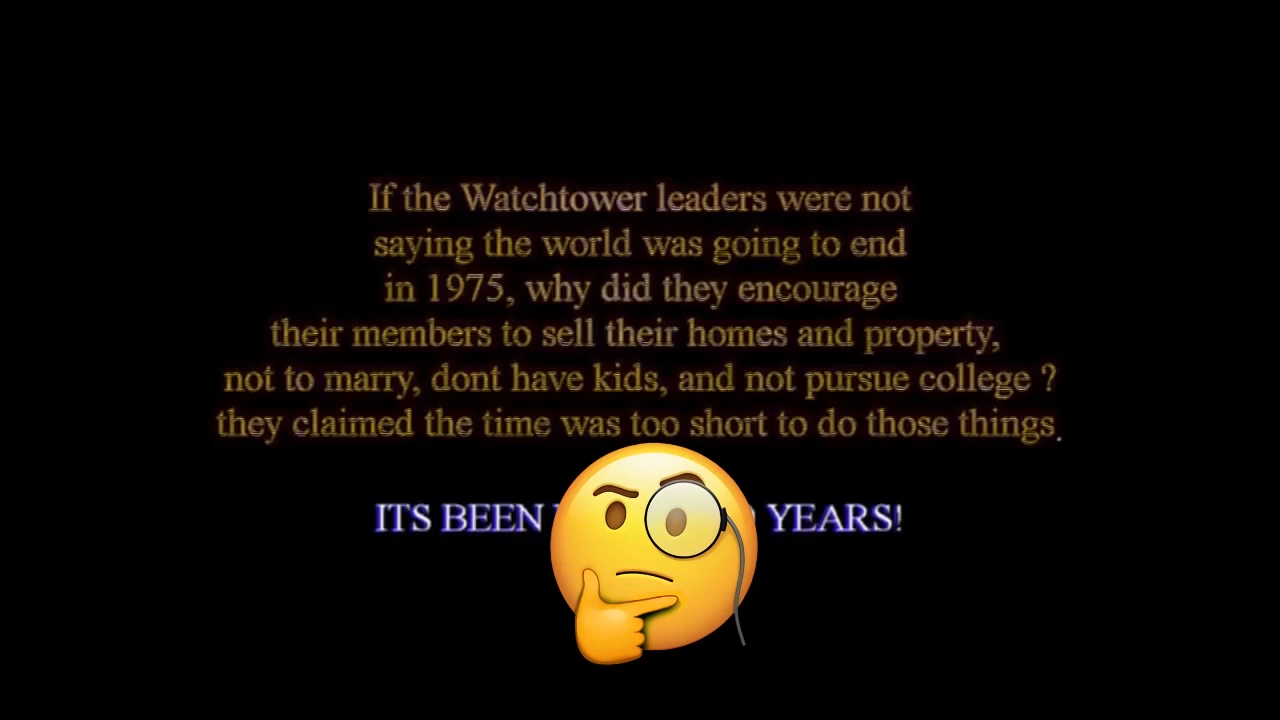 If the Watchtower leaders were not
saying the world was going to end
in 1975, why did they encourage
their members to sell their homes and property,
not to marry, dont have kids, and not pursue college ?
they claimed the time was too short to do those things.
ITS BEEN YEARS!